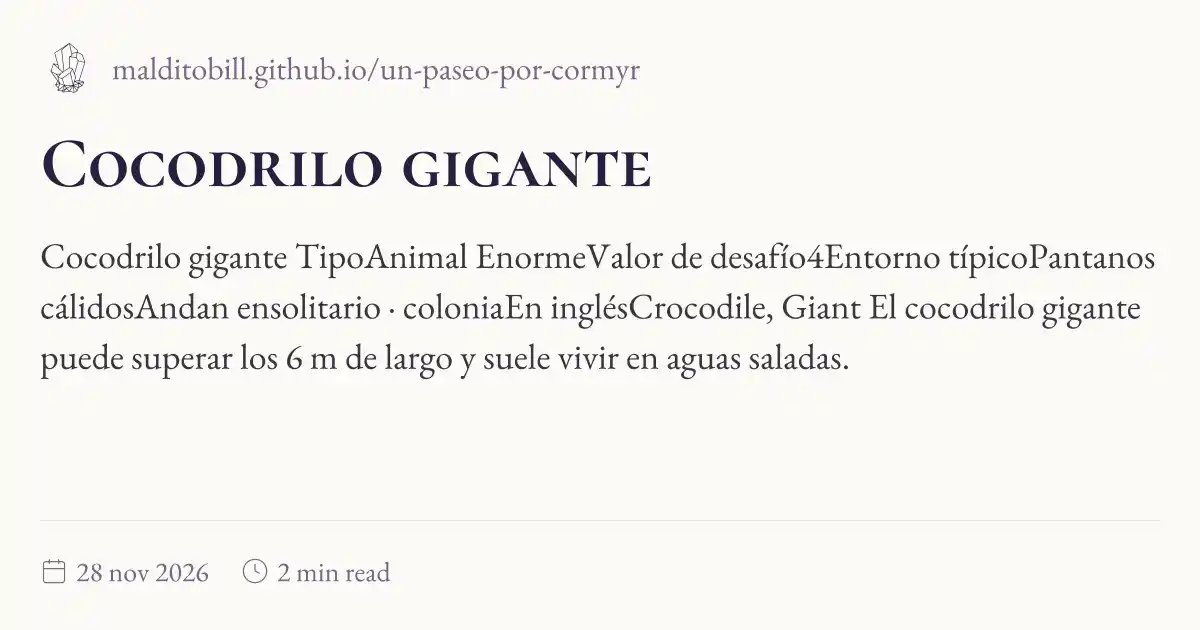 malditobill.github.io/un-paseo-por-cormyr
Cocodrilo gigante
Cocodrilo gigante TipoAnimal EnormeValor de desafío4Entorno típicoPantanos
cálidosAndan ensolitario · coloniaEn inglésCrocodile, Giant El cocodrilo gigante
puede superar los 6 m de largo y suele vivir en aguas saladas.
28 nov 2026
2 min read